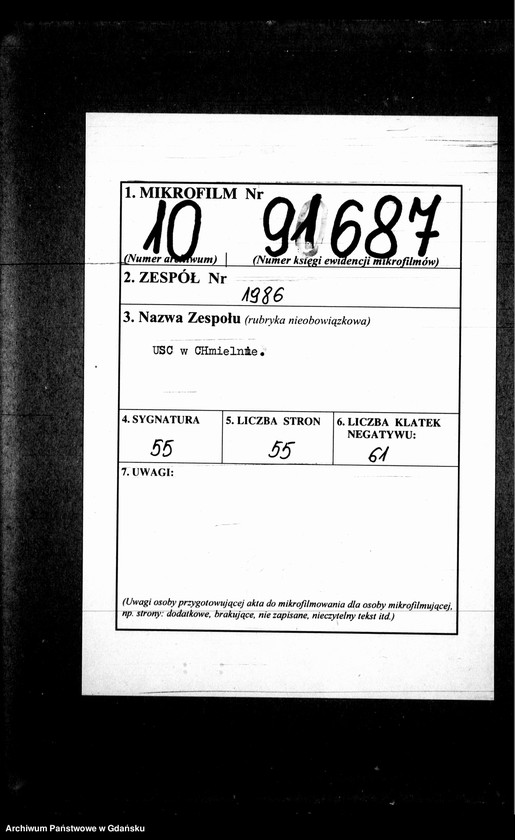 1. MIKROFILM Nr
10 91687
(Numer archiwum) (Numer księgi ewidencji mikrofilmów)
2. ZESPÓŁ Nr
1986
3. Nazwa Zespołu (rubryka nieobowiązkowa)
USC w CHmielnie.
4. SYGNATURA 5. LICZBA STRON 6. LICZBA KLATEK
NEGATYWU:
55 55 61
7. UWAGI:
(Uwagi osoby przygotowującej akta do mikrofilmowania dla osoby mikrofilmującej,
np. strony: dodatkowe, brakujące, nie zapisane, nieczytelny tekst itd.)
Archiwum Państwowe w Gdańsku